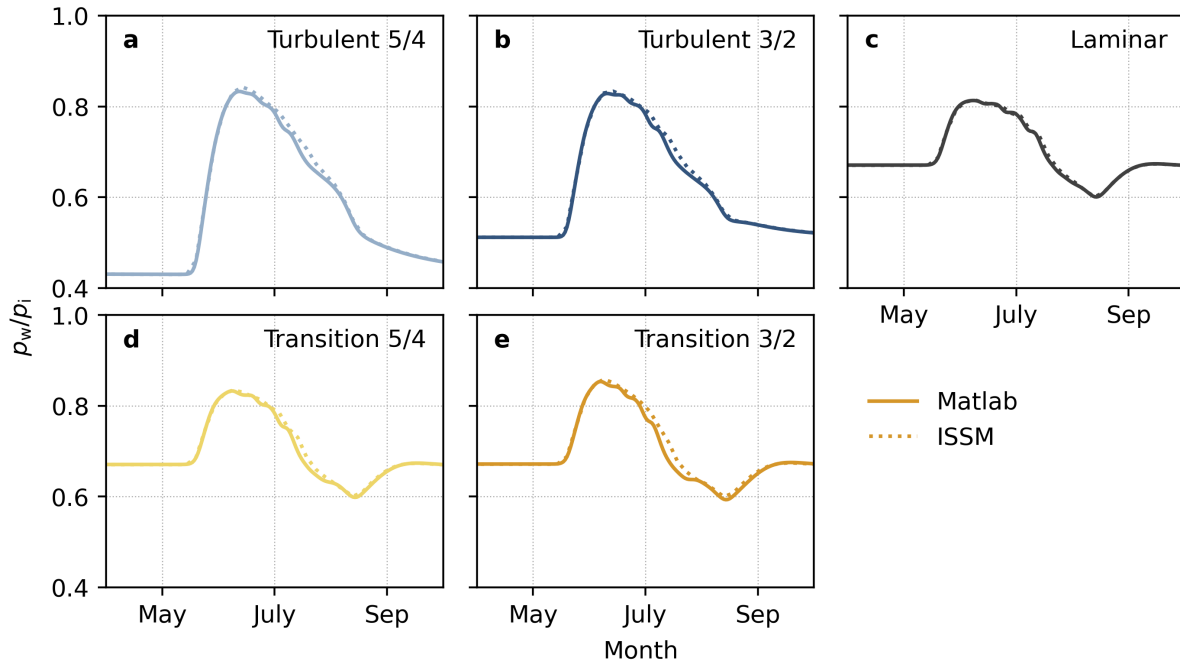 1.0
0.8
0.6
0.4
a
Turbulent 5/4
b
Turbulent 3/2
c
Laminar
May
July
Sep
1.0
0.8
0.6
0.4
d
Transition 5/4
e
Transition 3/2
May
July
Sep
May
July
Sep
p_w/p_i
Month
Matlab
ISSM